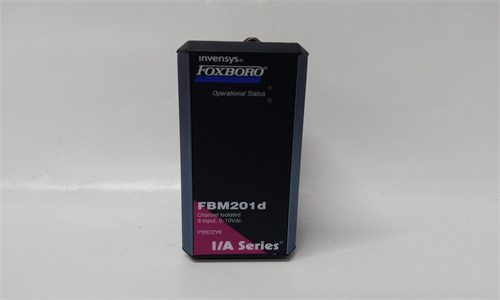 invensys®
FOXBORO®
Operational Status
FBM201d
Channel Isolated
8 input, 0-10Vdc
P0922YK
I/A Series®